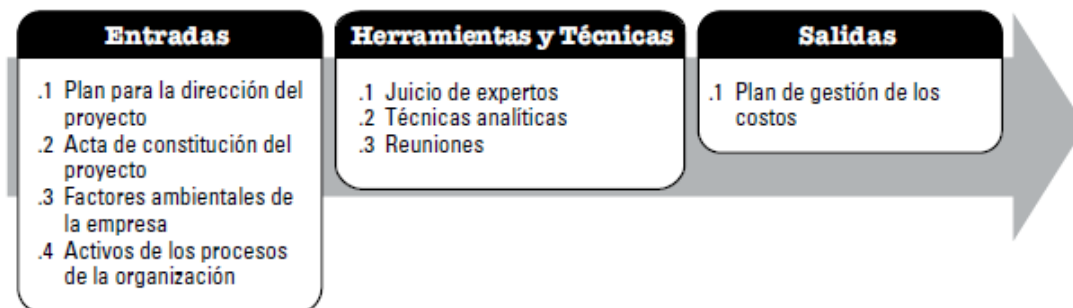 Entradas
.1 Plan para la dirección del
proyecto
.2 Acta de constitución del
proyecto
.3 Factores ambientales de
la empresa
.4 Activos de los procesos
de la organización
Herramientas y Técnicas
.1 Juicio de expertos
.2 Técnicas analíticas
.3 Reuniones
Salidas
.1 Plan de gestión de los
costos